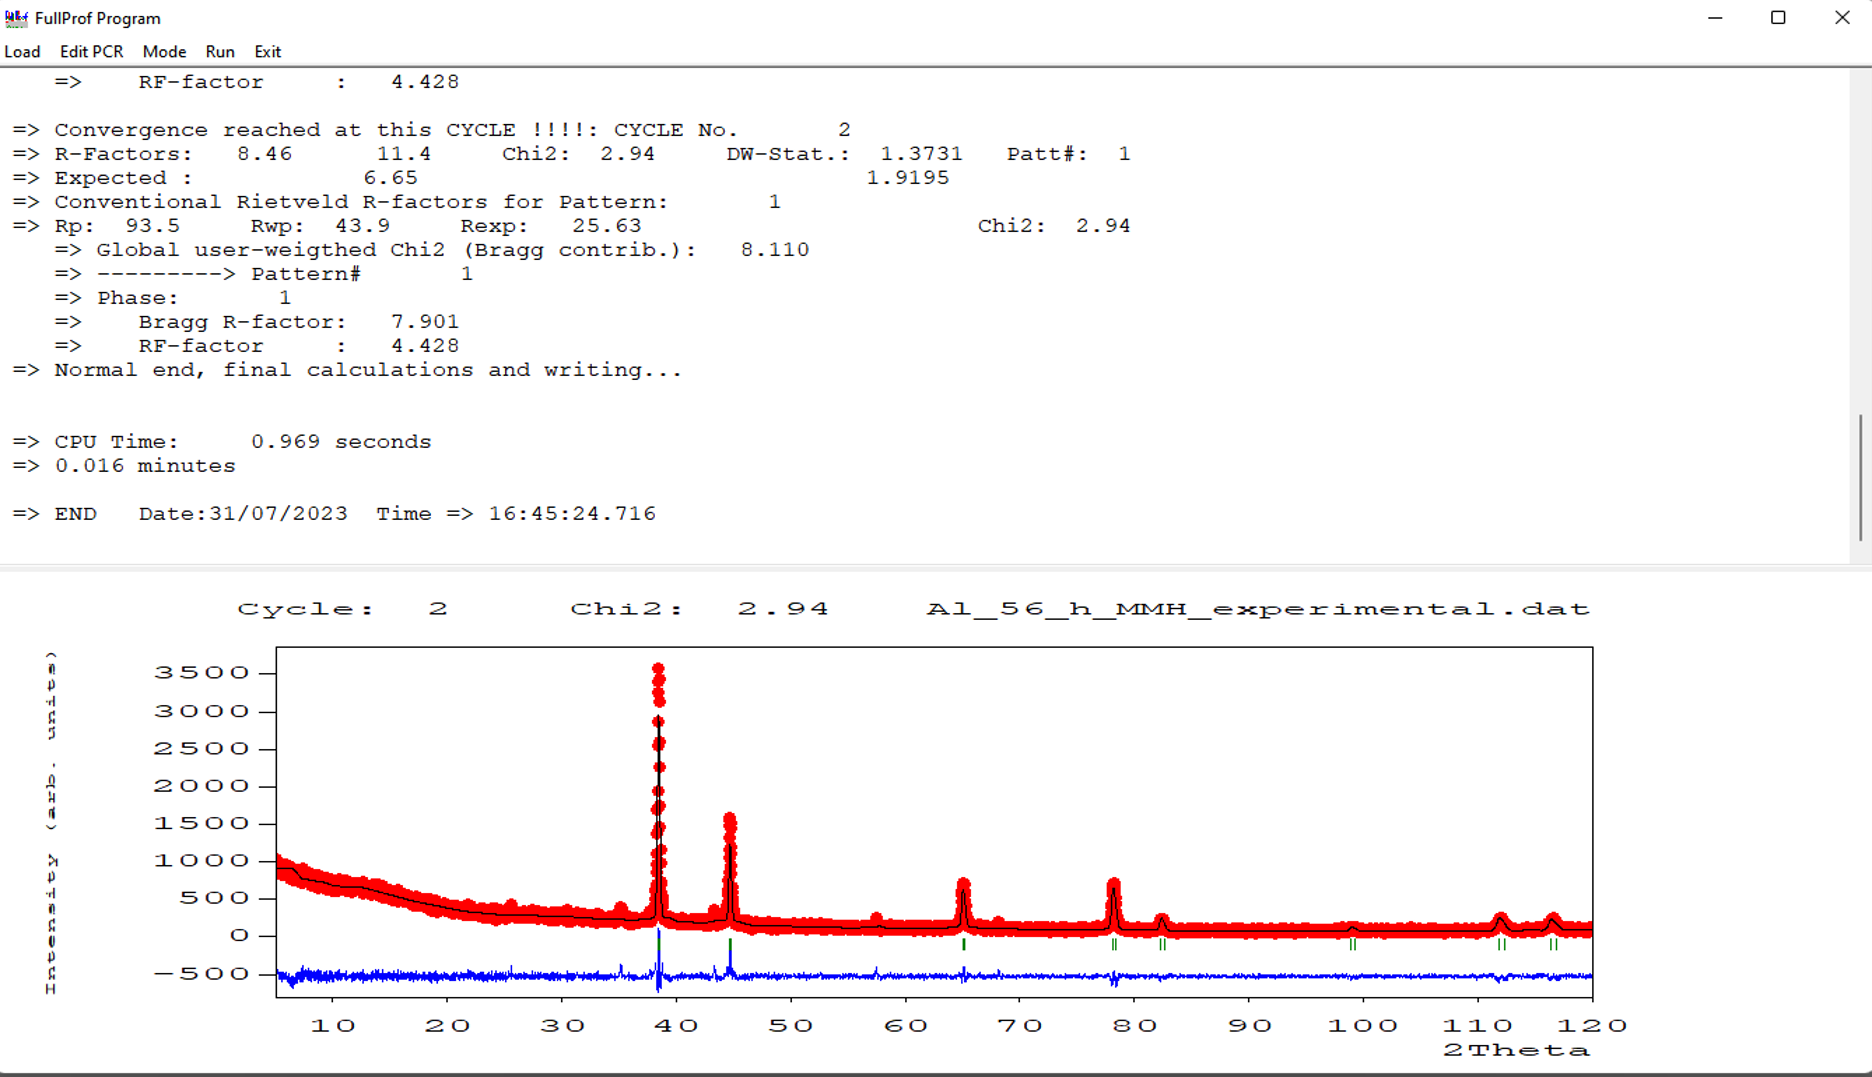 FullProf Program
Load Edit PCR Mode Run Exit
=> RF-factor : 4.428
=> Convergence reached at this CYCLE !!!!: CYCLE No. 2
=> R-Factors: 8.46 11.4 Chi2: 2.94 DW-Stat.: 1.3731 Patt#: 1
=> Expected : 6.65 1.9195
=> Conventional Rietveld R-factors for Pattern: 1
=> Rp: 93.5 Rwp: 43.9 Rexp: 25.63 Chi2: 2.94
=> Global user-weigthed Chi2 (Bragg contrib.): 8.110
=> ---------> Pattern# 1
=> Phase: 1
=> Bragg R-factor: 7.901
=> RF-factor : 4.428
=> Normal end, final calculations and writing...
=> CPU Time: 0.969 seconds
=> 0.016 minutes
=> END Date:31/07/2023 Time => 16:45:24.716
Cycle: 2 Chi2: 2.94 Al_56_h_MMH_experimental.dat
Intensity (arb. units)
3500
3000
2500
2000
1500
1000
500
0
-500
10 20 30 40 50 60 70 80 90 100 110 120
2Theta